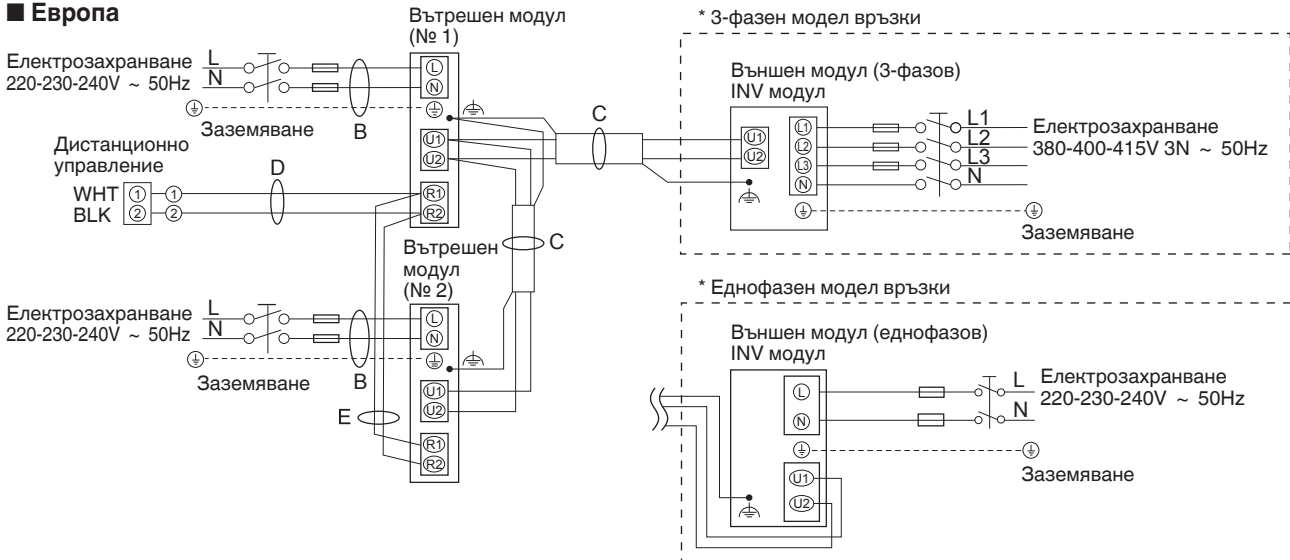 ■ Европа
Вътрешен модул
(№ 1)
Електрозахранване
220-230-240V ~ 50Hz
L
N
Заземяване
B
L
N
U1
U2
R1
R2
Дистанционно
управление
WHT 1 1
BLK 2 2
D
C
C
Вътрешен
модул
(№ 2)
Електрозахранване
220-230-240V ~ 50Hz
L
N
Заземяване
B
E
L
N
U1
U2
R1
R2
* 3-фазен модел връзки
Външен модул (3-фазов)
INV модул
U1
U2
L1
L2
L3
N
L1
L2
L3
N
Електрозахранване
380-400-415V 3N ~ 50Hz
Заземяване
* Еднофазен модел връзки
Външен модул (еднофазов)
INV модул
L
N
U1
U2
L
N
Електрозахранване
220-230-240V ~ 50Hz
Заземяване